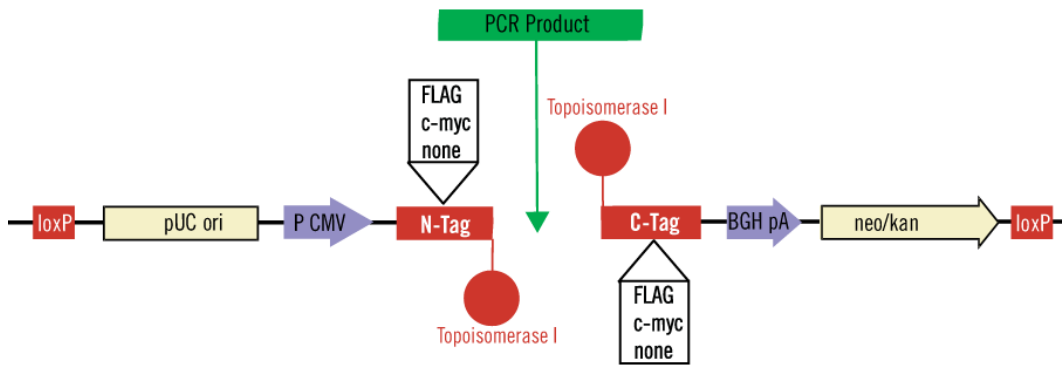 PCR Product
FLAG
c-myc
none
Topoisomerase I
loxP
pUC ori
P CMV
N-Tag
C-Tag
BGH pA
neo/kan
loxP
Topoisomerase I
FLAG
c-myc
none